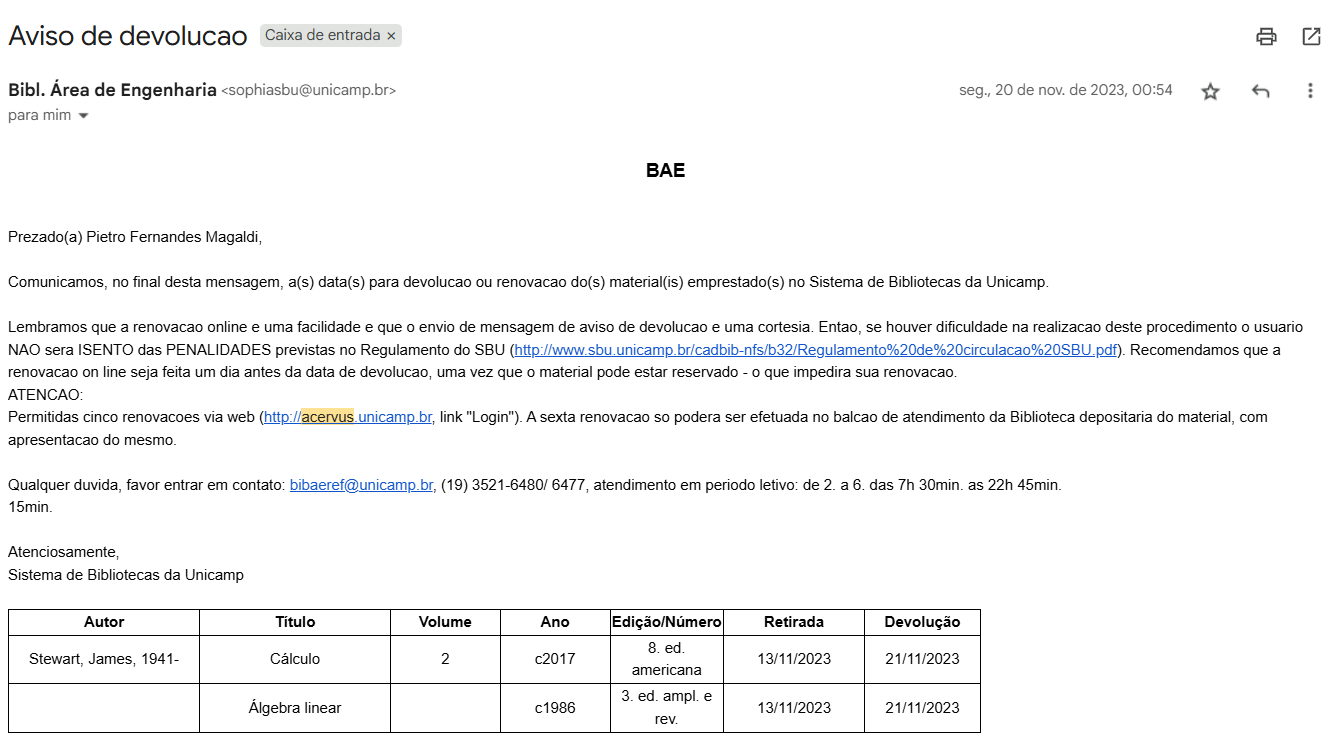 Aviso de devolucao Caixa de entrada ×
Bibl. Área de Engenharia <sophiasbu@unicamp.br> seg., 20 de nov. de 2023, 00:54
para mim
BAE
Prezado(a) Pietro Fernandes Magaldi,
Comunicamos, no final desta mensagem, a(s) data(s) para devolucao ou renovacao do(s) material(is) emprestado(s) no Sistema de Bibliotecas da Unicamp.
Lembramos que a renovacao online e uma facilidade e que o envio de mensagem de aviso de devolucao e uma cortesia. Entao, se houver dificuldade na realizacao deste procedimento o usuario
NAO sera ISENTO das PENALIDADES previstas no Regulamento do SBU (http://www.sbu.unicamp.br/cadbib-nfs/b32/Regulamento%20de%20circulacao%20SBU.pdf). Recomendamos que a
renovacao on line seja feita um dia antes da data de devolucao, uma vez que o material pode estar reservado - o que impedira sua renovacao.
ATENCAO:
Permitidas cinco renovacoes via web (http://acervus.unicamp.br, link "Login"). A sexta renovacao so podera ser efetuada no balcao de atendimento da Biblioteca depositaria do material, com
apresentacao do mesmo.
Qualquer duvida, favor entrar em contato: bibaeref@unicamp.br, (19) 3521-6480/ 6477, atendimento em periodo letivo: de 2. a 6. das 7h 30min. as 22h 45min.
15min.
Atenciosamente,
Sistema de Bibliotecas da Unicamp
Autor Título Volume Ano Edição/Número Retirada Devolução
Stewart, James, 1941- Cálculo 2 c2017 8. ed. americana 13/11/2023 21/11/2023
Álgebra linear c1986 3. ed. ampl. e rev. 13/11/2023 21/11/2023